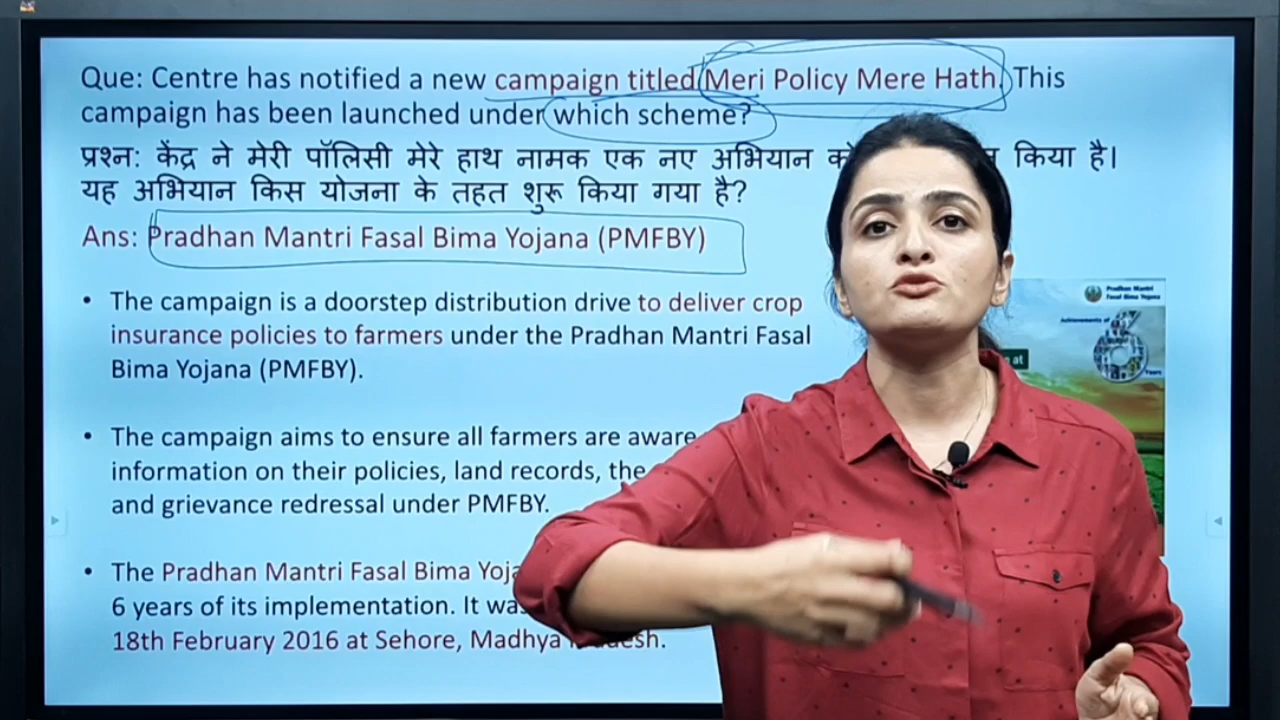 Que: Centre has notified a new campaign titled Meri Policy Mere Hath. This
campaign has been launched under which scheme?
प्रश्न: केंद्र ने मेरी पॉलिसी मेरे हाथ नामक एक नए अभियान किया है।
यह अभियान किस योजना के तहत शुरू किया गया है?
Ans: Pradhan Mantri Fasal Bima Yojana (PMFBY)
• The campaign is a doorstep distribution drive to deliver crop
insurance policies to farmers under the Pradhan Mantri Fasal
Bima Yojana (PMFBY).
• The campaign aims to ensure all farmers are aware
information on their policies, land records, the
and grievance redressal under PMFBY.
• The Pradhan Mantri Fasal Bima
6 years of its implementation. It
18th February 2016 at Sehore, Madhya
Pradhan Mantri
Fasal Bima Yojana
Achievements of
6
Years
at